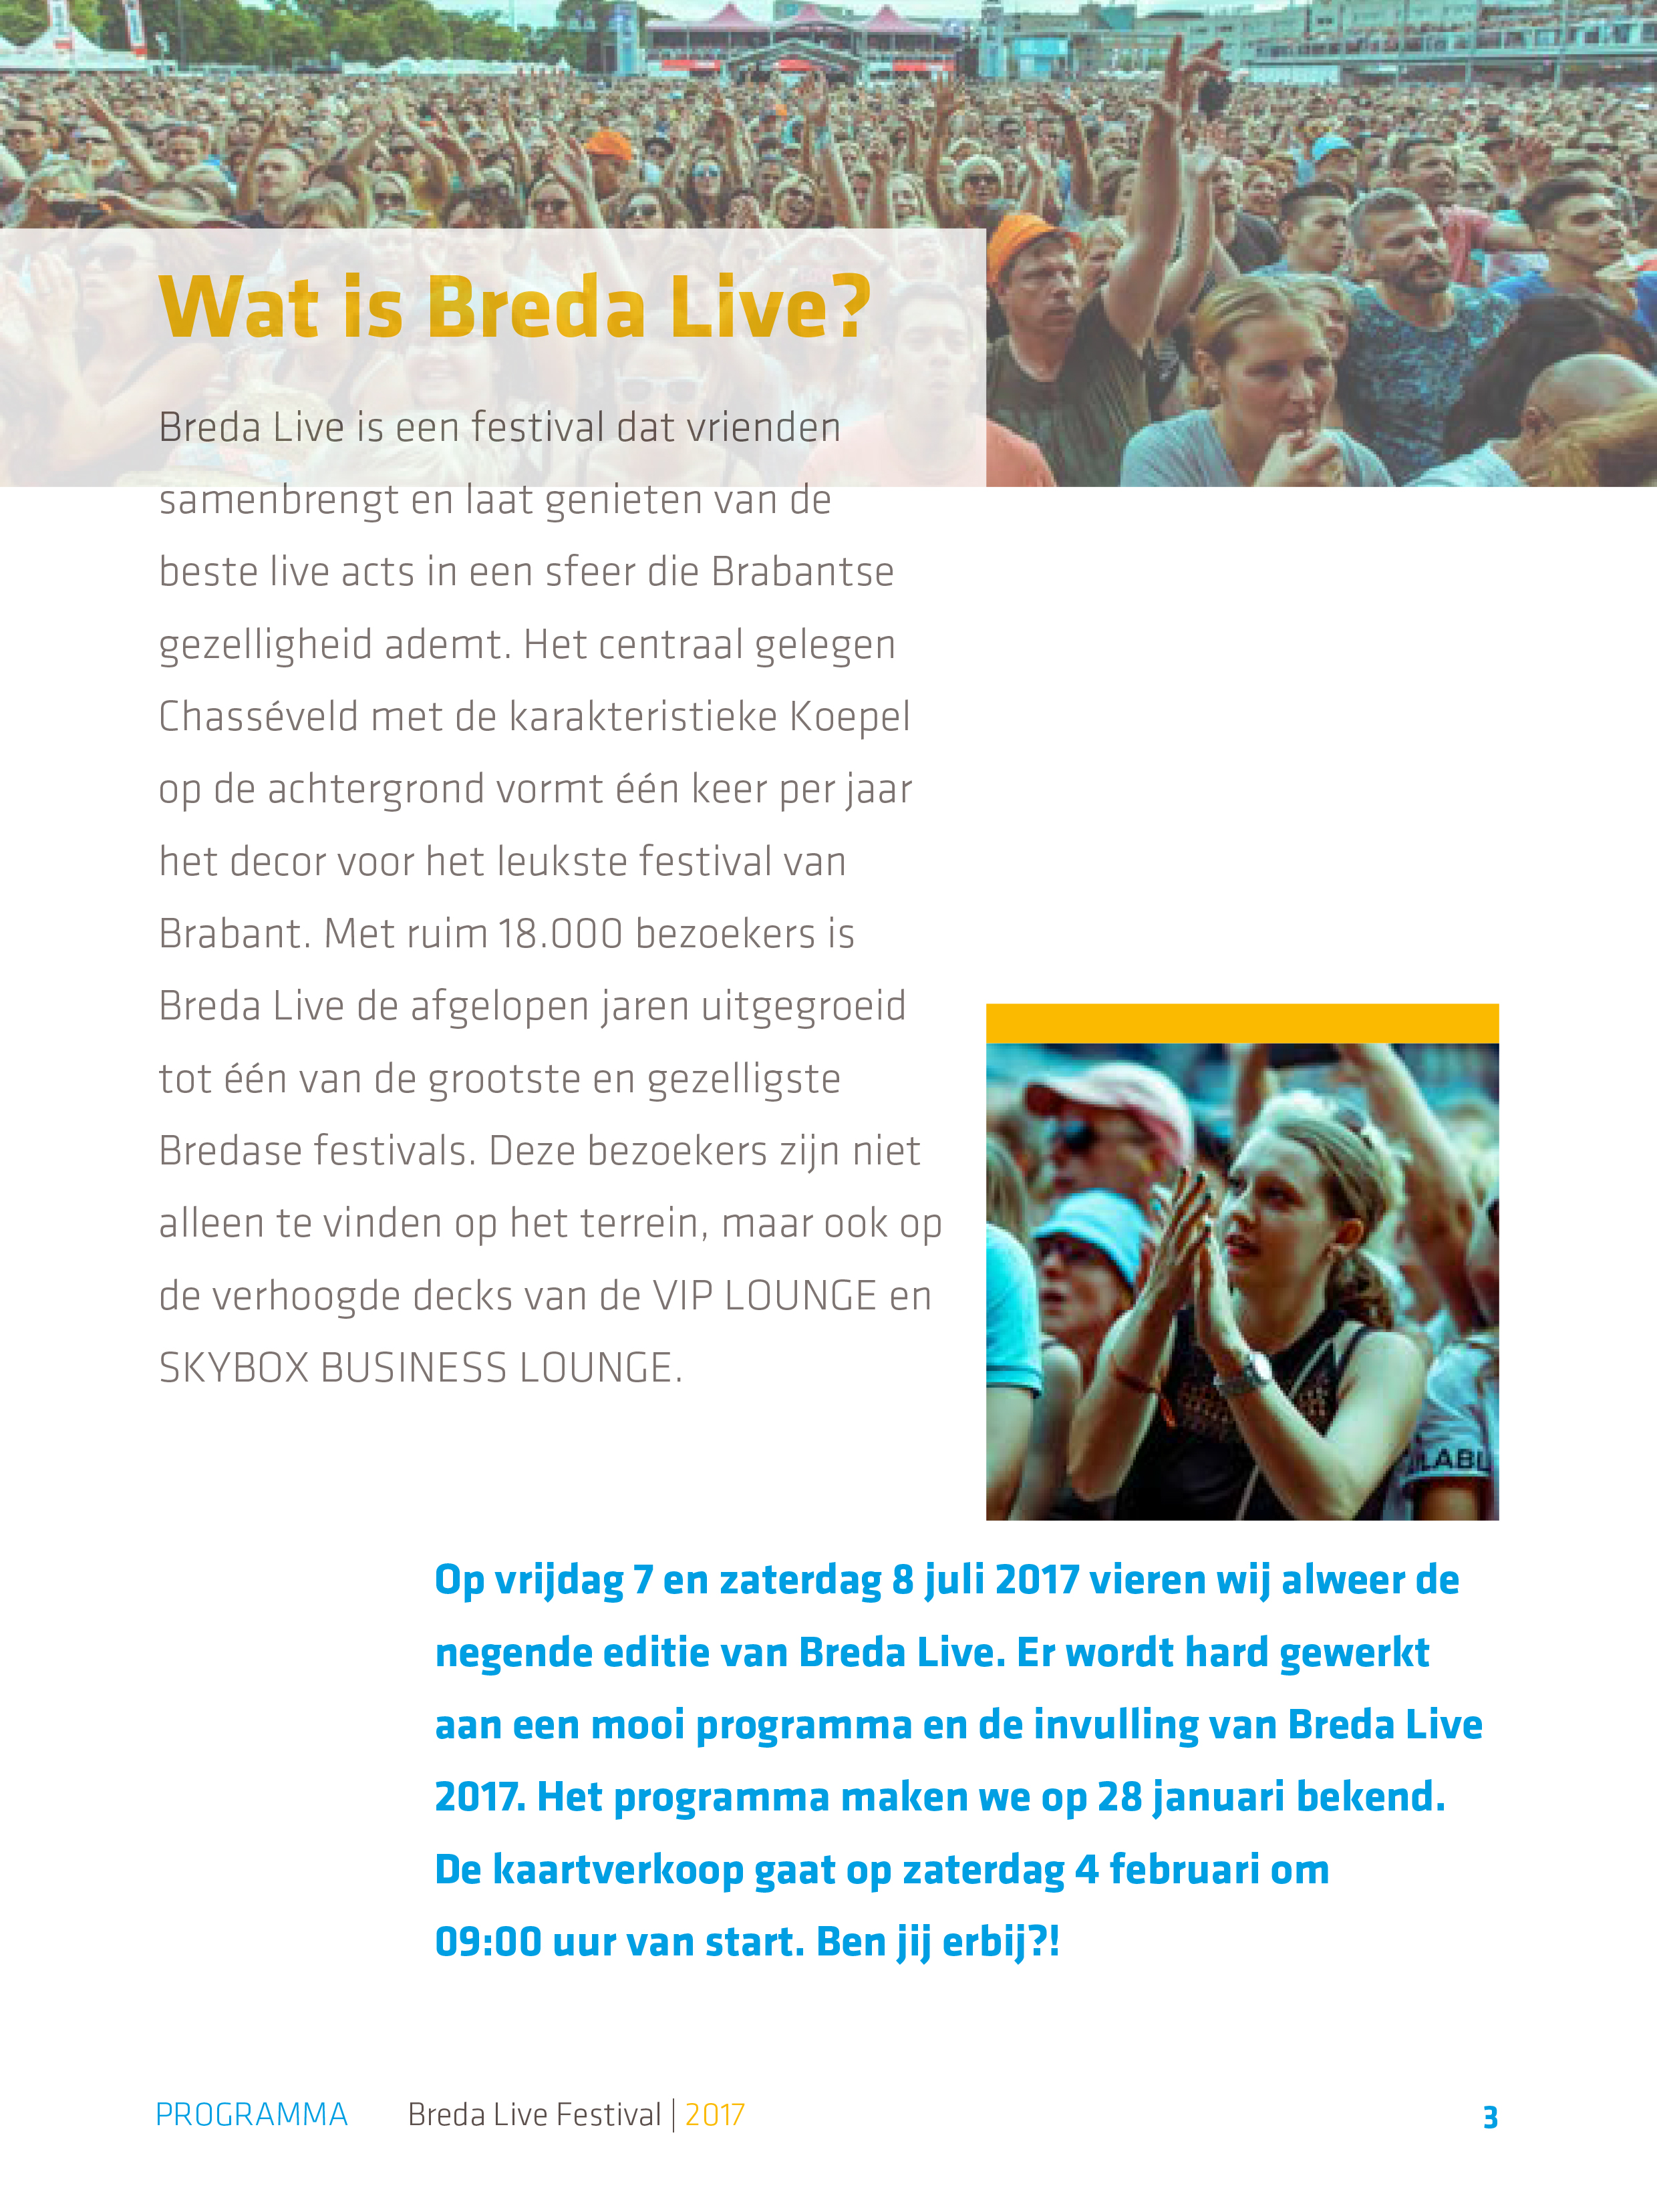 Wat is Breda Live?
Breda Live is een festival dat vrienden
samenbrengt en laat genieten van de
beste live acts in een sfeer die Brabantse
gezelligheid ademt. Het centraal gelegen
Chasséveld met de karakteristieke Koepel
op de achtergrond vormt één keer per jaar
het decor voor het leukste festival van
Brabant. Met ruim 18.000 bezoekers is
Breda Live de afgelopen jaren uitgegroeid
tot één van de grootste en gezelligste
Bredase festivals. Deze bezoekers zijn niet
alleen te vinden op het terrein, maar ook op
de verhoogde decks van de VIP LOUNGE en
SKYBOX BUSINESS LOUNGE.
LABL
Op vrijdag 7 en zaterdag 8 juli 2017 vieren wij alweer de
negende editie van Breda Live. Er wordt hard gewerkt
aan een mooi programma en de invulling van Breda Live
2017. Het programma maken we op 28 januari bekend.
De kaartverkoop gaat op zaterdag 4 februari om
09:00 uur van start. Ben jij erbij?!
PROGRAMMA Breda Live Festival | 2017 3